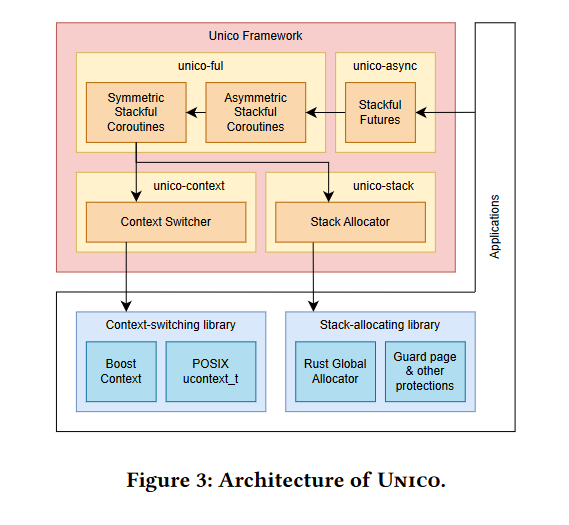 Unico Framework
unico-ful
unico-async
Symmetric
Stackful
Coroutines
Asymmetric
Stackful
Coroutines
Stackful
Futures
unico-context
unico-stack
Context Switcher
Stack Allocator
Applications
Context-switching library
Stack-allocating library
Boost
Context
POSIX
ucontext_t
Rust Global
Allocator
Guard page
& other
protections
Figure 3: Architecture of Unico.